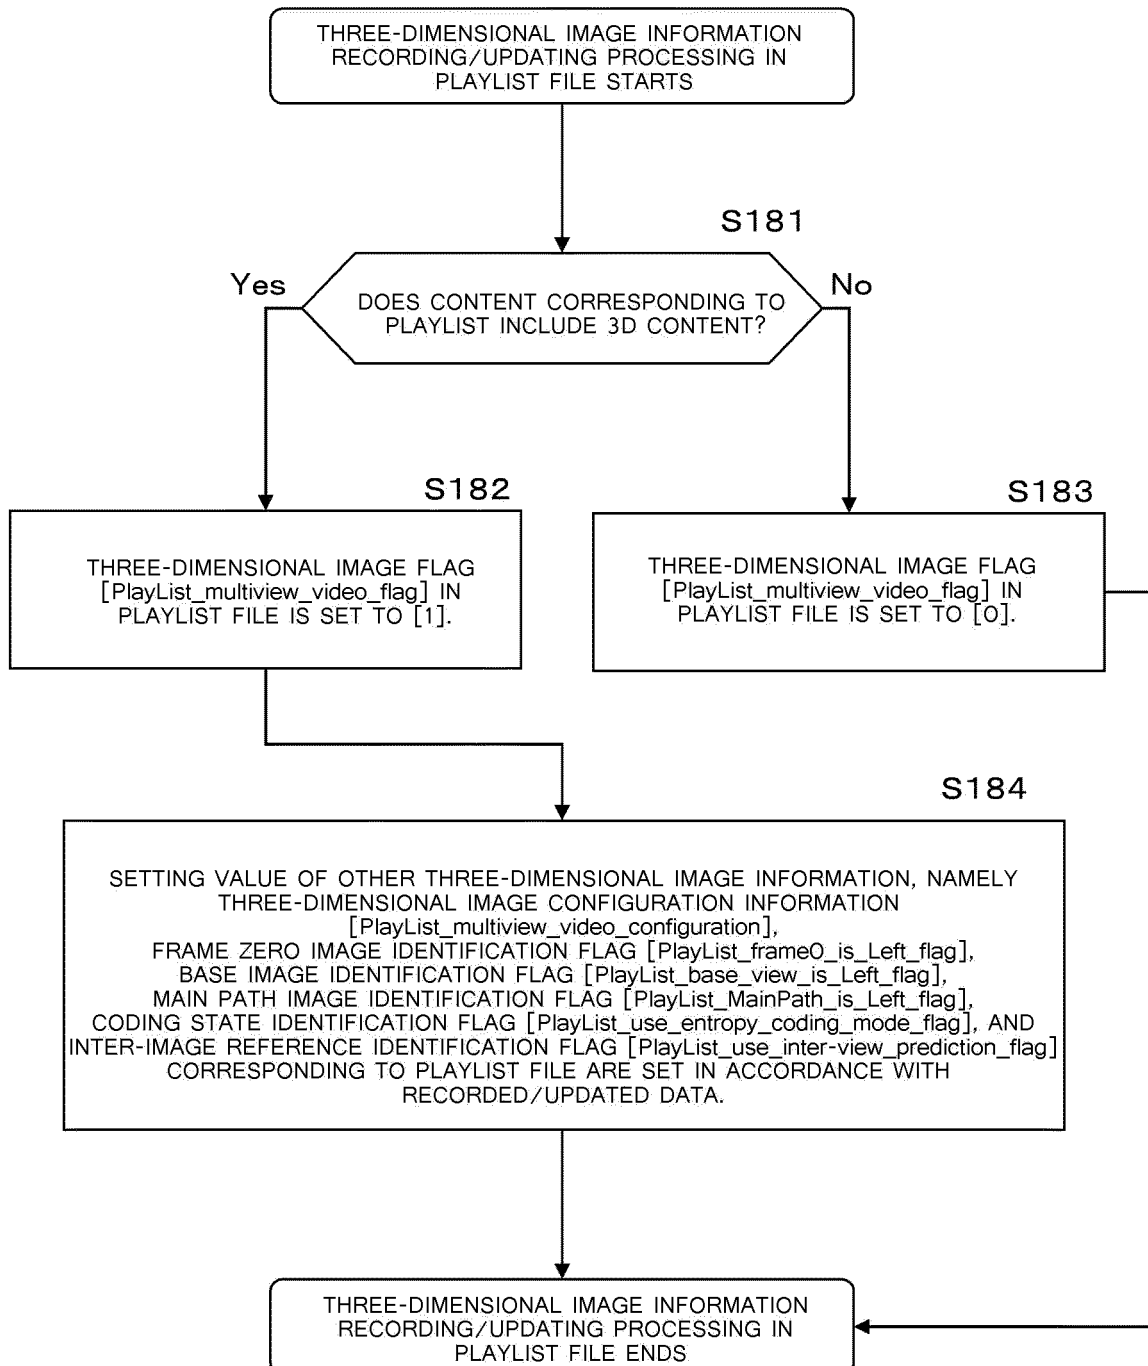 THREE-DIMENSIONAL IMAGE INFORMATION
RECORDING/UPDATING PROCESSING IN
PLAYLIST FILE STARTS
S181
Yes
No
DOES CONTENT CORRESPONDING TO
PLAYLIST INCLUDE 3D CONTENT?
S182
THREE-DIMENSIONAL IMAGE FLAG
[PlayList_multiview_video_flag] IN
PLAYLIST FILE IS SET TO [1].
S183
THREE-DIMENSIONAL IMAGE FLAG
[PlayList_multiview_video_flag] IN
PLAYLIST FILE IS SET TO [0].
S184
SETTING VALUE OF OTHER THREE-DIMENSIONAL IMAGE INFORMATION, NAMELY
THREE-DIMENSIONAL IMAGE CONFIGURATION INFORMATION
[PlayList_multiview_video_configuration],
FRAME ZERO IMAGE IDENTIFICATION FLAG [PlayList_frame0_is_Left_flag],
BASE IMAGE IDENTIFICATION FLAG [PlayList_base_view_is_Left_flag],
MAIN PATH IMAGE IDENTIFICATION FLAG [PlayList_MainPath_is_Left_flag],
CODING STATE IDENTIFICATION FLAG [PlayList_use_entropy_coding_mode_flag], AND
INTER-IMAGE REFERENCE IDENTIFICATION FLAG [PlayList_use_inter-view_prediction_flag]
CORRESPONDING TO PLAYLIST FILE ARE SET IN ACCORDANCE WITH
RECORDED/UPDATED DATA.
THREE-DIMENSIONAL IMAGE INFORMATION
RECORDING/UPDATING PROCESSING IN
PLAYLIST FILE ENDS